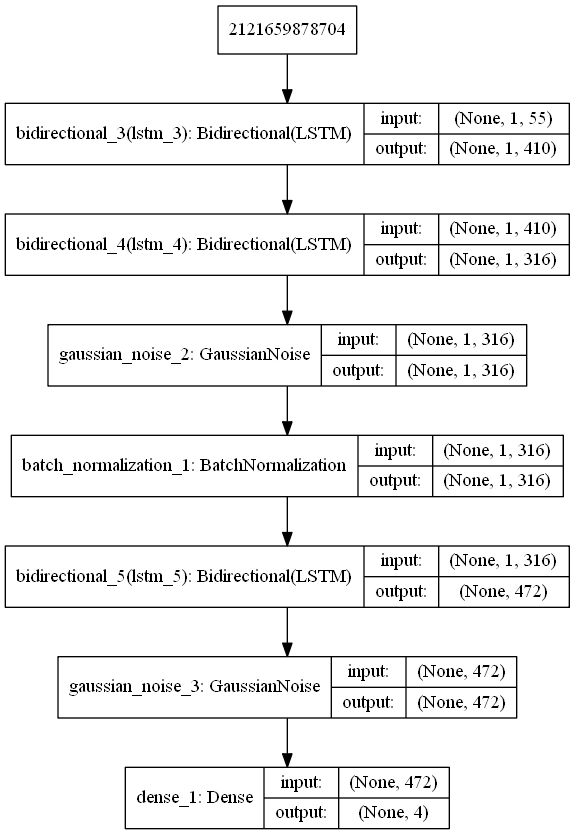 2121659878704
bidirectional_3(lstm_3): Bidirectional(LSTM)
input: (None, 1, 55)
output: (None, 1, 410)
bidirectional_4(lstm_4): Bidirectional(LSTM)
input: (None, 1, 410)
output: (None, 1, 316)
gaussian_noise_2: GaussianNoise
input: (None, 1, 316)
output: (None, 1, 316)
batch_normalization_1: BatchNormalization
input: (None, 1, 316)
output: (None, 1, 316)
bidirectional_5(lstm_5): Bidirectional(LSTM)
input: (None, 1, 316)
output: (None, 472)
gaussian_noise_3: GaussianNoise
input: (None, 472)
output: (None, 472)
dense_1: Dense
input: (None, 472)
output: (None, 4)